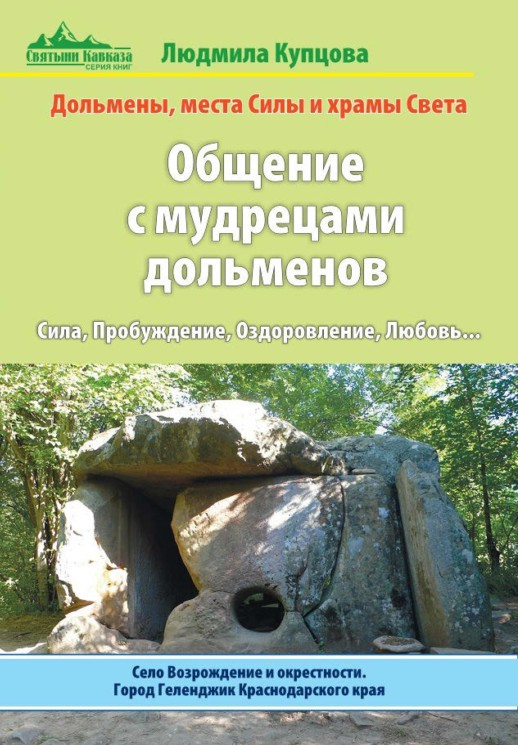 Святыни Кавказа
СЕРИЯ КНИГ
Людмила Купцова
Дольмены, места Силы и храмы Света
Общение
с мудрецами
дольменов
Сила, Пробуждение, Оздоровление, Любовь...
Село Возрождение и окрестности.
Город Геленджик Краснодарского края